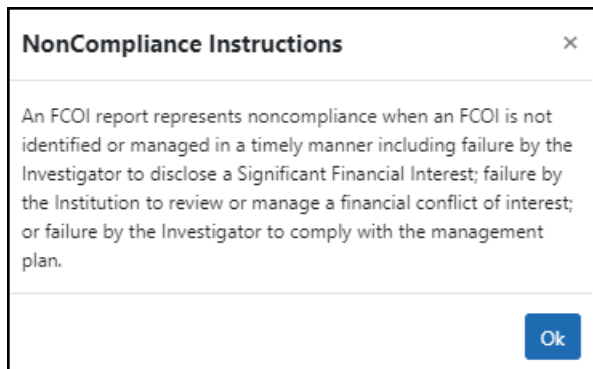 NonCompliance Instructions ×
An FCOI report represents noncompliance when an FCOI is not
identified or managed in a timely manner including failure by the
Investigator to disclose a Significant Financial Interest; failure by
the Institution to review or manage a financial conflict of interest;
or failure by the Investigator to comply with the management
plan.
Ok